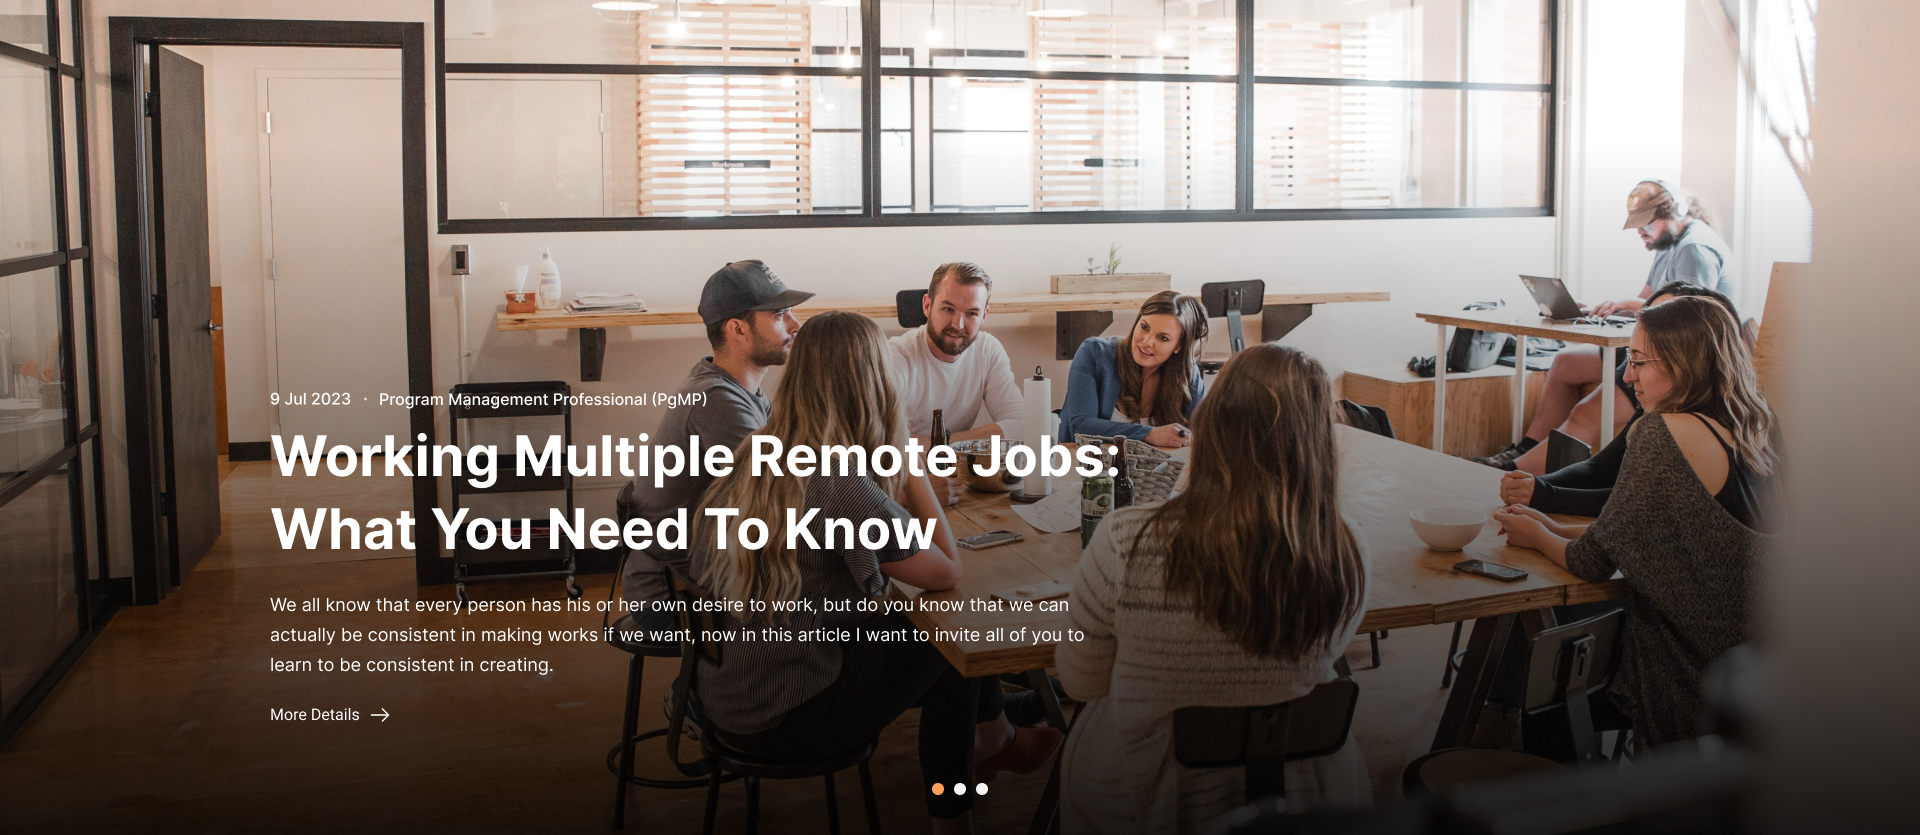 Workroom
9 Jul 2023 • Program Management Professional (PgMP)
Working Multiple Remote Jobs:
What You Need To Know
We all know that every person has his or her own desire to work, but do you know that we can
actually be consistent in making works if we want, now in this article I want to invite all of you to
learn to be consistent in creating.
More Details →